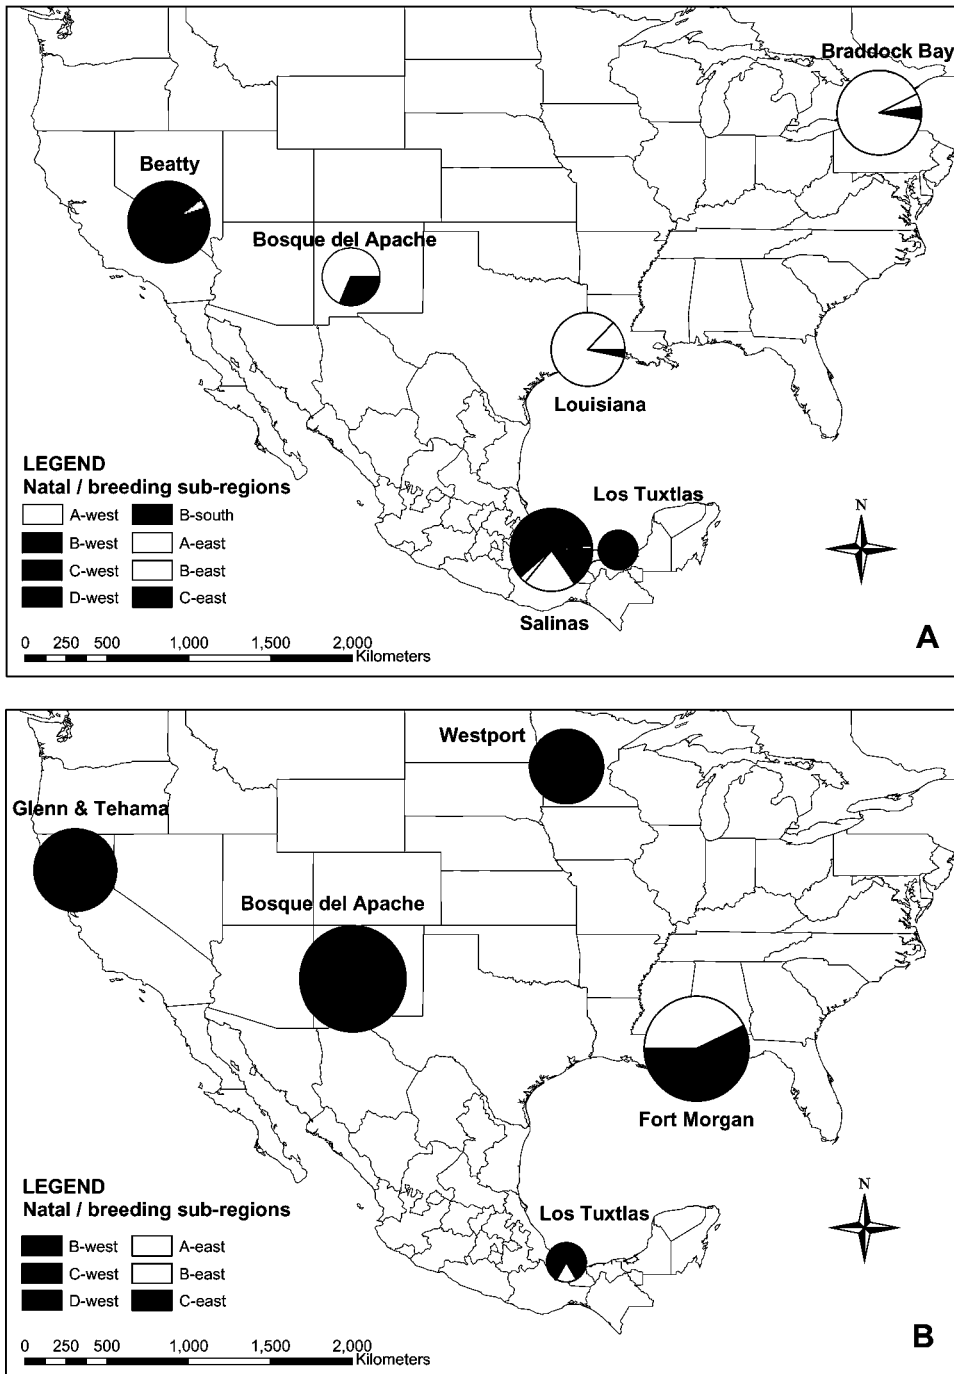 Braddock Bay
Beatty
Bosque del Apache
Louisiana
LEGEND
Natal / breeding sub-regions
A-west B-south
B-west A-east
C-west B-east
D-west C-east
Los Tuxtlas
Salinas
N
0 250 500 1,000 1,500 2,000
Kilometers
A
Westport
Glenn & Tehama
Bosque del Apache
Fort Morgan
LEGEND
Natal / breeding sub-regions
B-west A-east
C-west B-east
D-west C-east
Los Tuxtlas
N
0 250 500 1,000 1,500 2,000
Kilometers
B